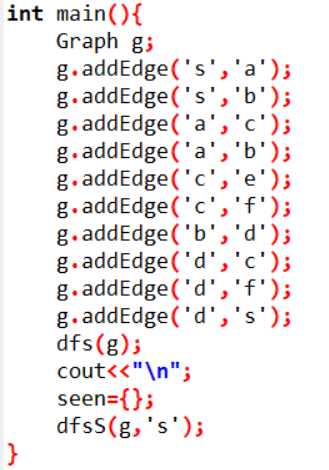 int main(){
    Graph g;
    g.addEdge('s','a');
    g.addEdge('s','b');
    g.addEdge('a','c');
    g.addEdge('a','b');
    g.addEdge('c','e');
    g.addEdge('c','f');
    g.addEdge('b','d');
    g.addEdge('d','c');
    g.addEdge('d','f');
    g.addEdge('d','s');
    dfs(g);
    cout<<"\n";
    seen={};
    dfsS(g,'s');
}